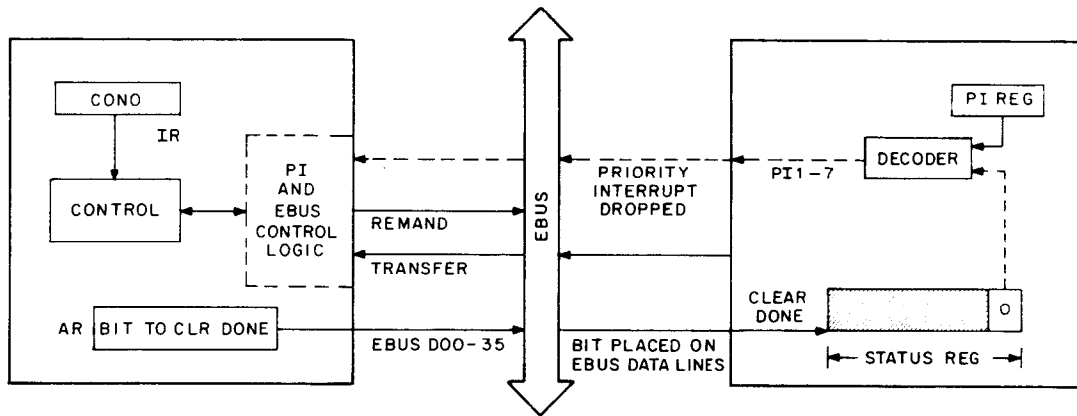 CONO
IR
CONTROL
PI
AND
EBUS
CONTROL
LOGIC
REMAND
TRANSFER
AR
BIT TO CLR DONE
EBUS D00-35
EBUS
PRIORITY
INTERRUPT
DROPPED
PI1-7
BIT PLACED ON
EBUS DATA LINES
PI REG
DECODER
CLEAR
DONE
0
STATUS REG